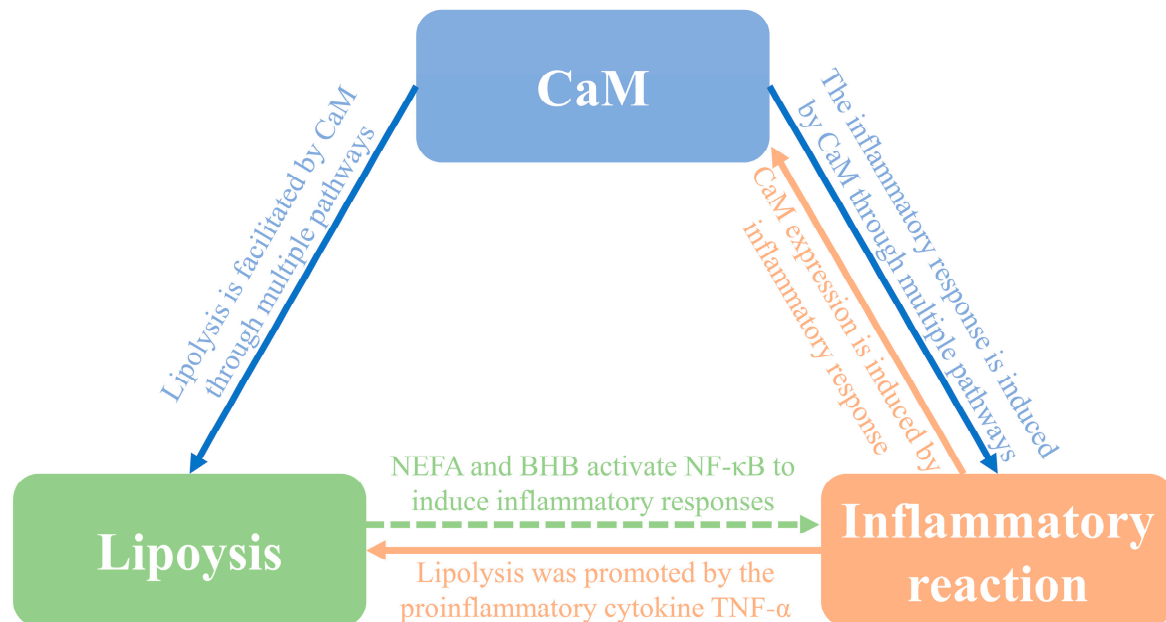 CaM
Lipolysis is facilitated by CaM
through multiple pathways
The inflammatory response is induced
by CaM through multiple pathways
CaM expression is induced by
inflammatory response
NEFA and BHB activate NF-κB to
induce inflammatory responses
Lipoysis
Inflammatory
reaction
Lipolysis was promoted by the
proinflammatory cytokine TNF-α